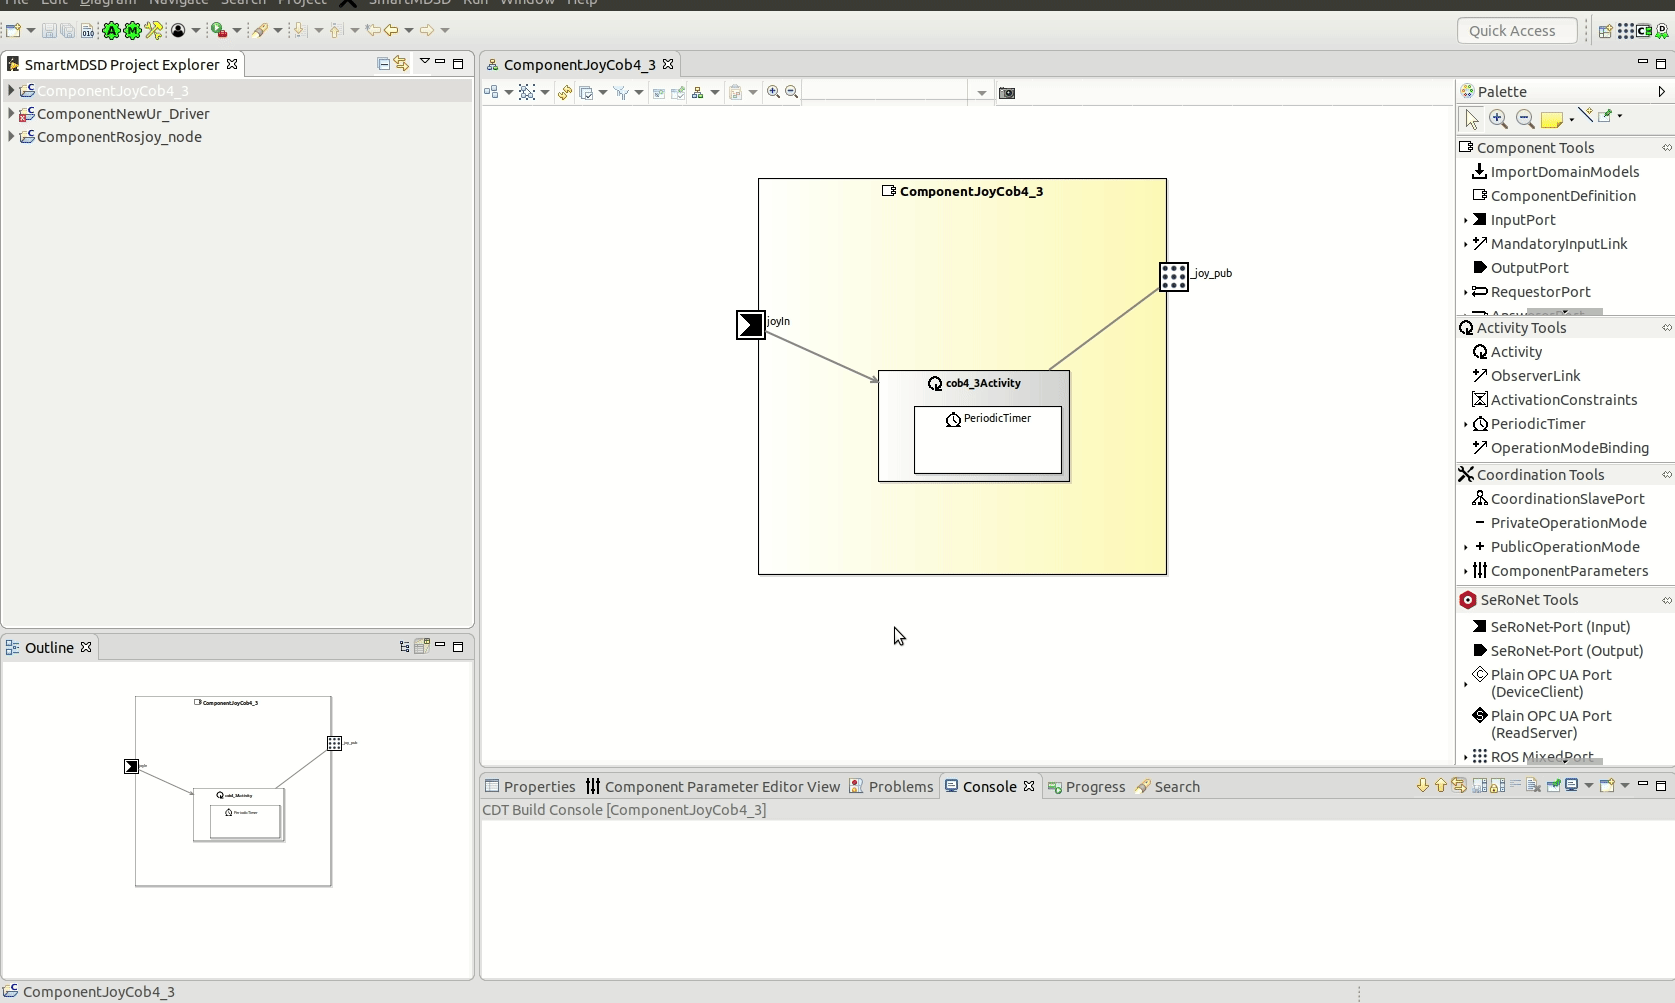 File Edit Diagram Navigate Search Project SmartMDSD Run Window Help
Quick Access
SmartMDSD Project Explorer
ComponentJoyCob4_3
ComponentNewUr_Driver
ComponentRosjoy_node
Outline
ComponentJoyCob4_3
cob4_3Activity
PeriodicTimer
ComponentJoyCob4_3
ComponentJoyCob4_3
_joy_pub
joyIn
cob4_3Activity
PeriodicTimer
Palette
Component Tools
ImportDomainModels
ComponentDefinition
InputPort
MandatoryInputLink
OutputPort
RequestorPort
Activity Tools
Activity
ObserverLink
ActivationConstraints
PeriodicTimer
OperationModeBinding
Coordination Tools
CoordinationSlavePort
PrivateOperationMode
PublicOperationMode
ComponentParameters
SeRoNet Tools
SeRoNet-Port (Input)
SeRoNet-Port (Output)
Plain OPC UA Port
(DeviceClient)
Plain OPC UA Port
(ReadServer)
ROS MixedPort
Properties Component Parameter Editor View Problems Console Progress Search
CDT Build Console [ComponentJoyCob4_3]
ComponentJoyCob4_3